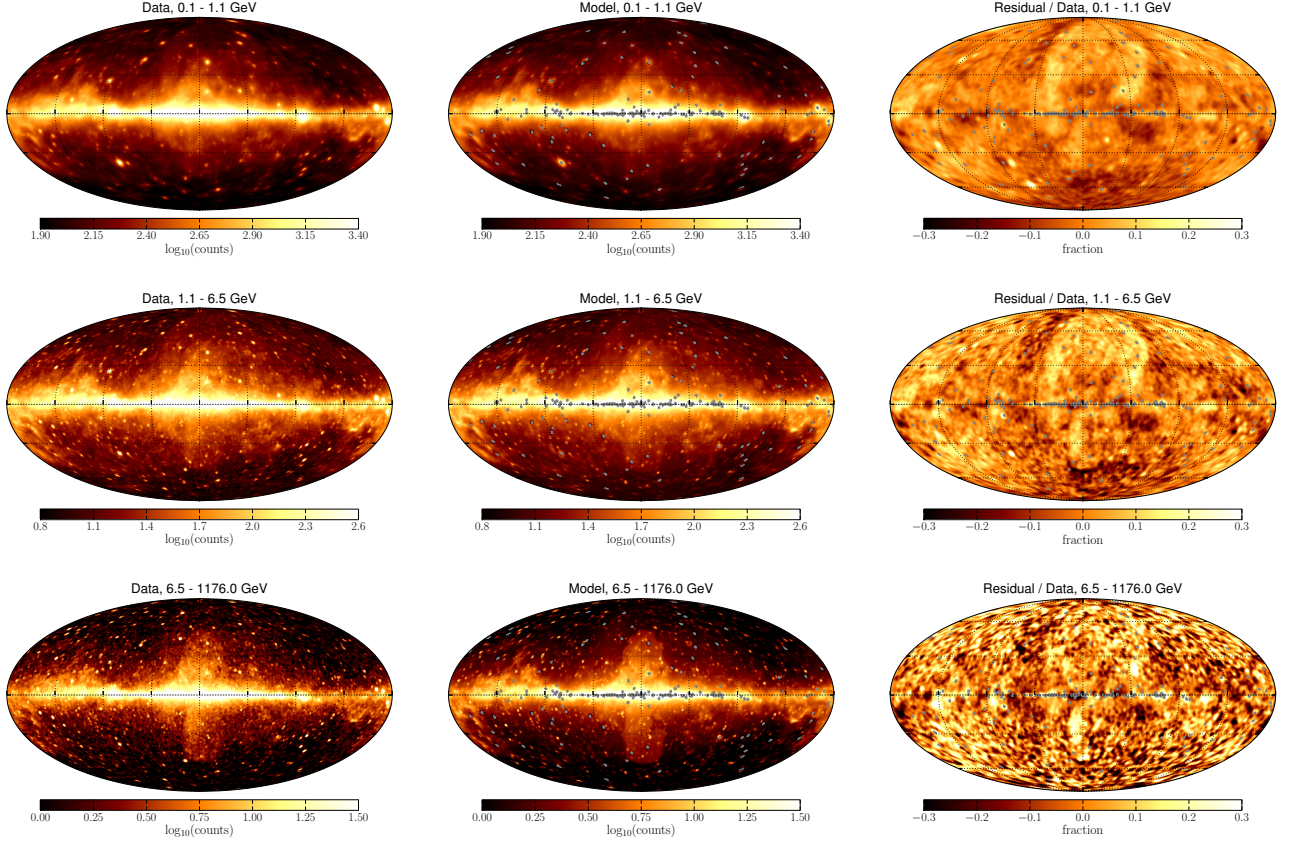 Data, 0.1 - 1.1 GeV
Model, 0.1 - 1.1 GeV
Residual / Data, 0.1 - 1.1 GeV
1.90 2.15 2.40 2.65 2.90 3.15 3.40
log10(counts)
1.90 2.15 2.40 2.65 2.90 3.15 3.40
log10(counts)
−0.3 −0.2 −0.1 0.0 0.1 0.2 0.3
fraction
Data, 1.1 - 6.5 GeV
Model, 1.1 - 6.5 GeV
Residual / Data, 1.1 - 6.5 GeV
0.8 1.1 1.4 1.7 2.0 2.3 2.6
log10(counts)
0.8 1.1 1.4 1.7 2.0 2.3 2.6
log10(counts)
−0.3 −0.2 −0.1 0.0 0.1 0.2 0.3
fraction
Data, 6.5 - 1176.0 GeV
Model, 6.5 - 1176.0 GeV
Residual / Data, 6.5 - 1176.0 GeV
0.00 0.25 0.50 0.75 1.00 1.25 1.50
log10(counts)
0.00 0.25 0.50 0.75 1.00 1.25 1.50
log10(counts)
−0.3 −0.2 −0.1 0.0 0.1 0.2 0.3
fraction